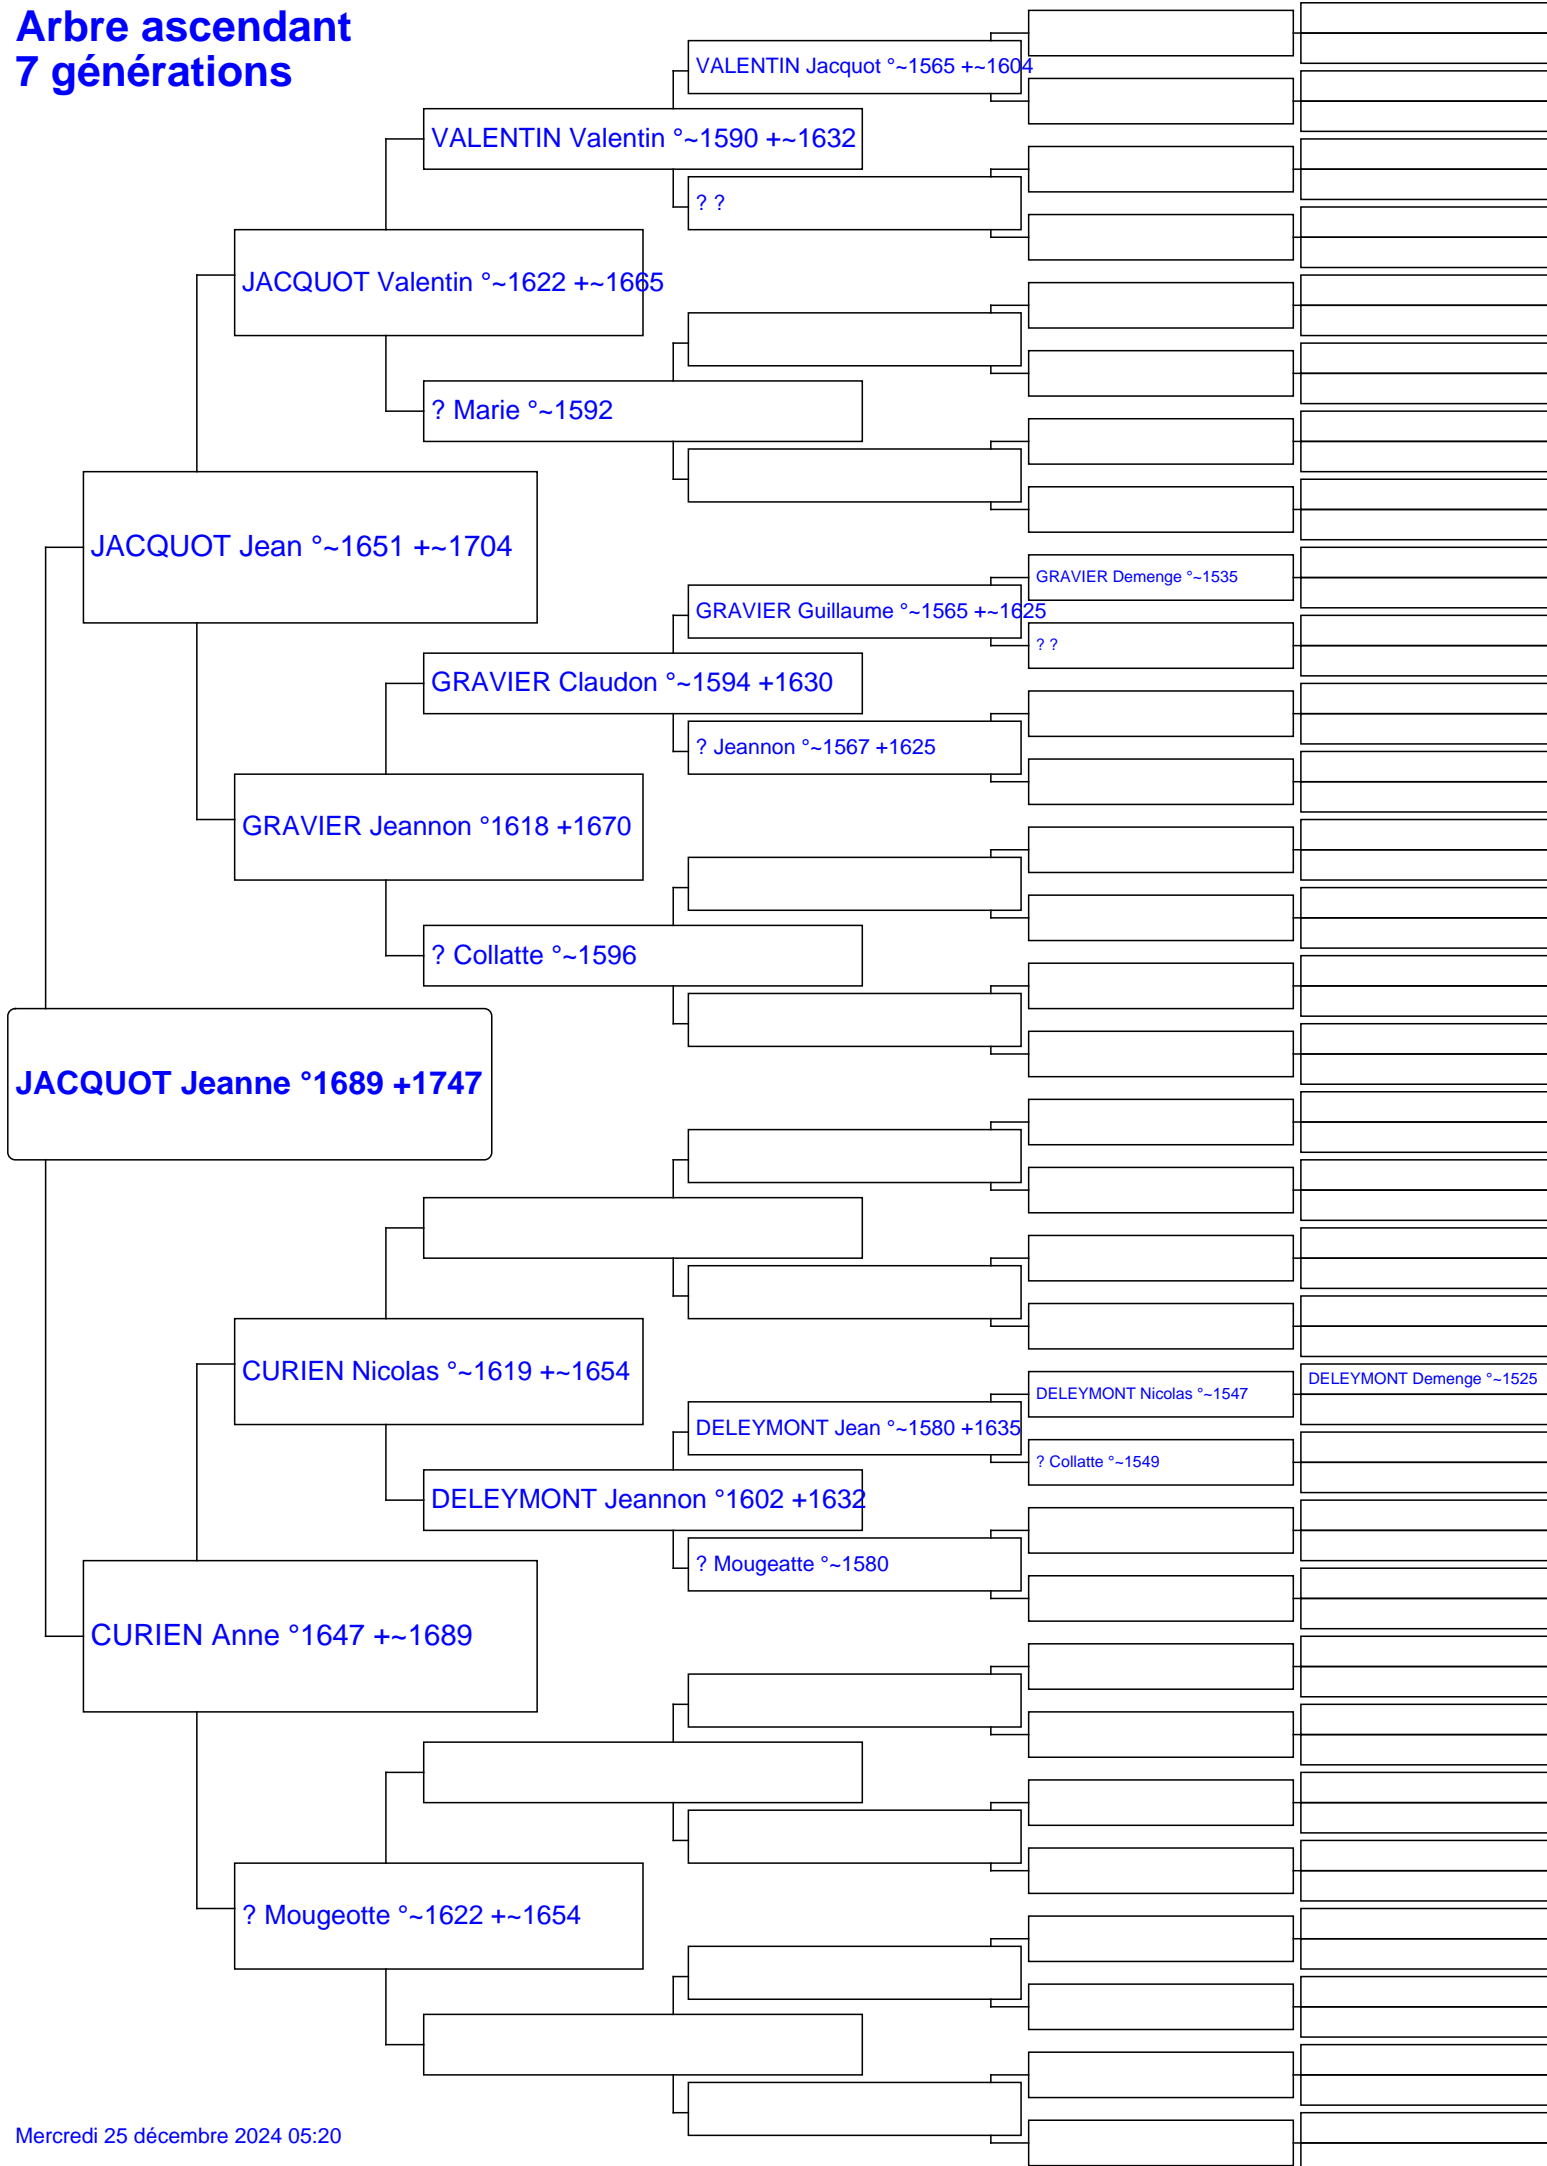 Arbre ascendant
7 générations
VALENTIN Jacquot °~1565 +~1604
VALENTIN Valentin °~1590 +~1632
? ?
JACQUOT Valentin °~1622 +~1665
? Marie °~1592
JACQUOT Jean °~1651 +~1704
GRAVIER Demenge °~1535
GRAVIER Guillaume °~1565 +~1625
? ?
GRAVIER Claudon °~1594 +1630
? Jeannon °~1567 +1625
GRAVIER Jeannon °1618 +1670
? Collatte °~1596
JACQUOT Jeanne °1689 +1747
CURIEN Nicolas °~1619 +~1654
DELEYMONT Demenge °~1525
DELEYMONT Nicolas °~1547
DELEYMONT Jean °~1580 +1635
? Collatte °~1549
DELEYMONT Jeannon °1602 +1632
? Mougeatte °~1580
CURIEN Anne °1647 +~1689
? Mougeotte °~1622 +~1654
Mercredi 25 décembre 2024 05:20